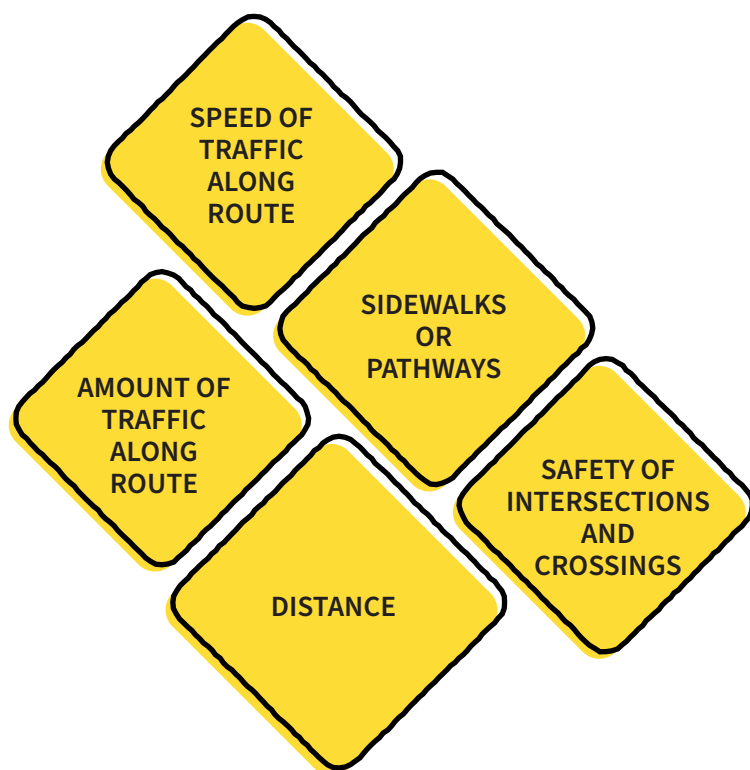 SPEED OF
TRAFFIC
ALONG
ROUTE
SIDEWALKS
OR
PATHWAYS
AMOUNT OF
TRAFFIC
ALONG
ROUTE
SAFETY OF
INTERSECTIONS
AND
CROSSINGS
DISTANCE